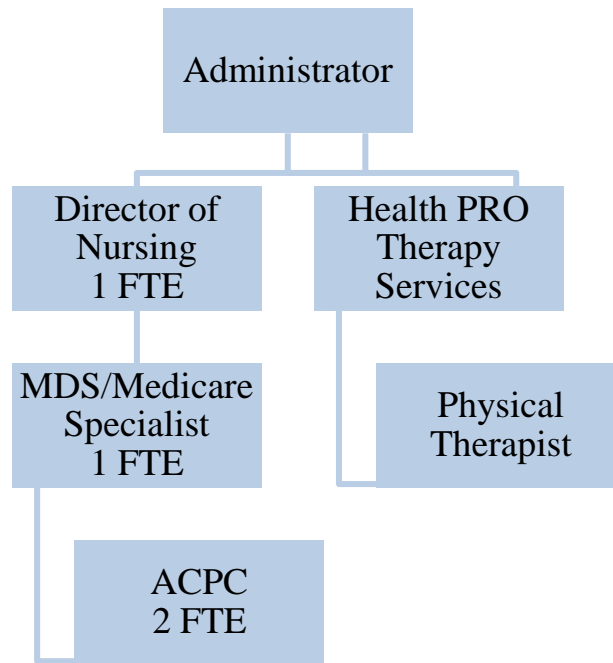 Administrator
Director of
Nursing
1 FTE
Health PRO
Therapy
Services
MDS/Medicare
Specialist
1 FTE
Physical
Therapist
ACPC
2 FTE